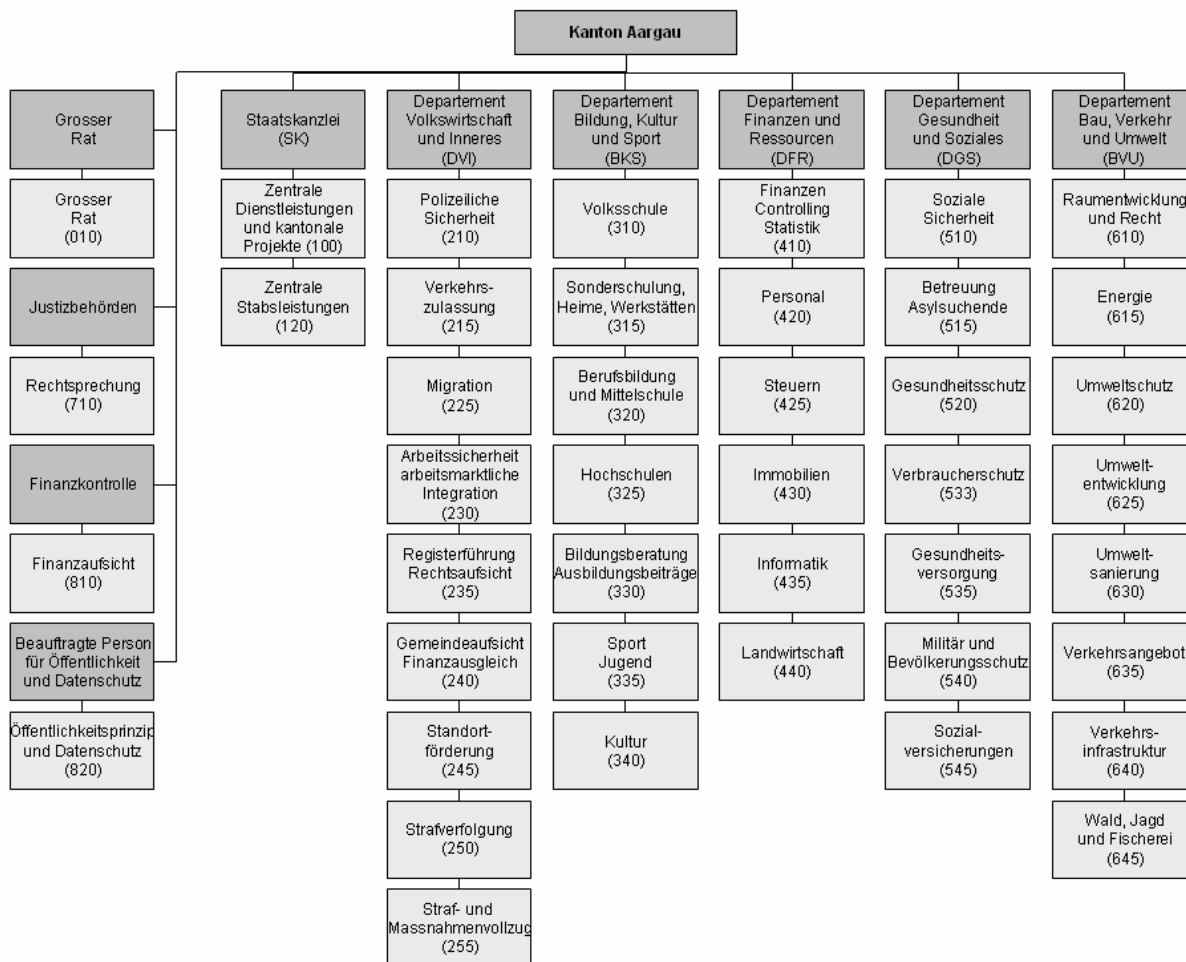 Kanton Aargau
Grosser
Rat
Grosser
Rat
(010)
Justizbehörden
Rechtsprechung
(710)
Finanzkontrolle
Finanzaufsicht
(810)
Beauftragte Person
für Öffentlichkeit
und Datenschutz
Öffentlichkeitsprinzip
und Datenschutz
(820)
Staatskanzlei
(SK)
Zentrale
Dienstleistungen
und kantonale
Projekte (100)
Zentrale
Stabsleistungen
(120)
Departement
Volkswirtschaft
und Inneres
(DVI)
Polizeiliche
Sicherheit
(210)
Verkehrs-
zulassung
(215)
Migration
(225)
Arbeitssicherheit
arbeitsmarktliche
Integration
(230)
Registerführung
Rechtsaufsicht
(235)
Gemeindeaufsicht
Finanzausgleich
(240)
Standort-
förderung
(245)
Strafverfolgung
(250)
Straf- und
Massnahmenvollzug
(255)
Departement
Bildung, Kultur
und Sport
(BKS)
Volksschule
(310)
Sonderschulung,
Heime, Werkstätten
(315)
Berufsbildung
und Mittelschule
(320)
Hochschulen
(325)
Bildungsberatung
Ausbildungsbeiträge
(330)
Sport
Jugend
(335)
Kultur
(340)
Departement
Finanzen und
Ressourcen
(DFR)
Finanzen
Controlling
Statistik
(410)
Personal
(420)
Steuern
(425)
Immobilien
(430)
Informatik
(435)
Landwirtschaft
(440)
Departement
Gesundheit
und Soziales
(DGS)
Soziale
Sicherheit
(510)
Betreuung
Asylsuchende
(515)
Gesundheitsschutz
(520)
Verbraucherschutz
(533)
Gesundheits-
versorgung
(535)
Militär und
Bevölkerungsschutz
(540)
Sozial-
versicherungen
(545)
Departement
Bau, Verkehr
und Umwelt
(BVU)
Raumentwicklung
und Recht
(610)
Energie
(615)
Umweltschutz
(620)
Umwelt-
entwicklung
(625)
Umwelt-
sanierung
(630)
Verkehrsangebot
(635)
Verkehrs-
infrastruktur
(640)
Wald, Jagd
und Fischerei
(645)